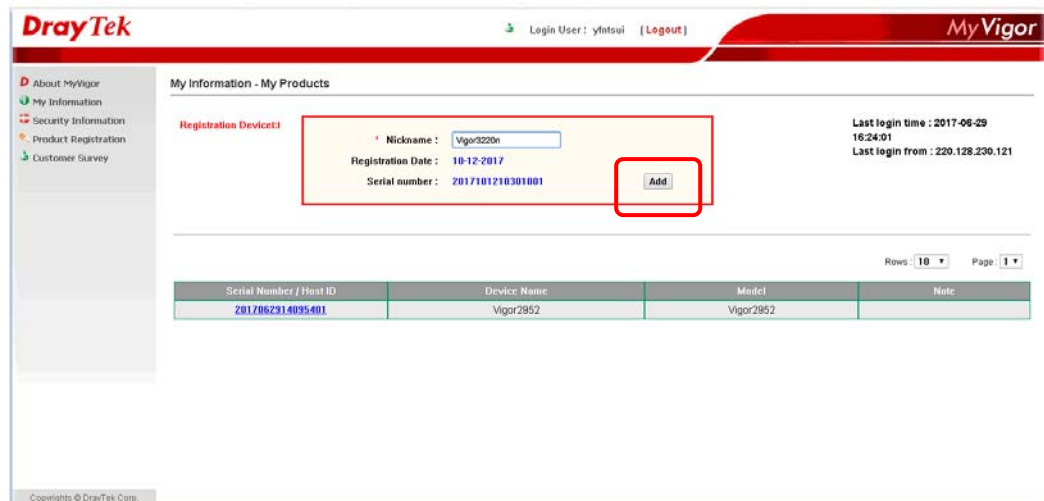 DrayTek
Login User : yfntsui [Logout]
MyVigor
About MyVigor
My Information
Security Information
Product Registration
Customer Survey
My Information - My Products
Registration Device
* Nickname : Vigor3220n
Registration Date : 10-12-2017
Serial number : 2017101210301001
Add
Last login time : 2017-06-29
16:24:01
Last login from : 220.128.230.121
Rows : 10 Page : 1
Serial Number / Host ID Device Name Model Note
2017062914095401 Vigor2952 Vigor2952
Copyrights © DrayTek Corp.